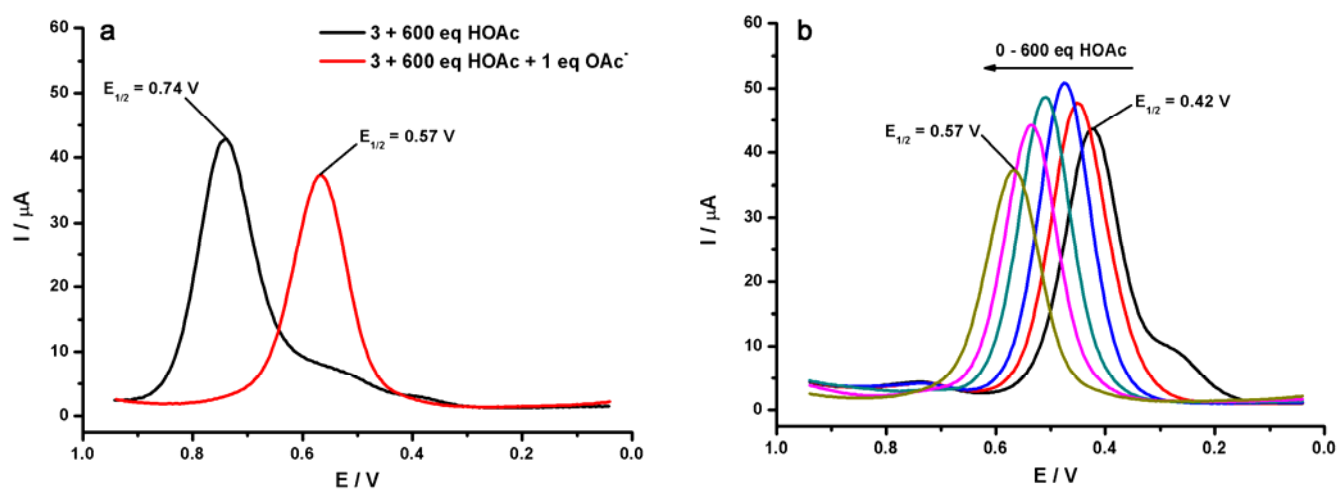 a
3 + 600 eq HOAc
3 + 600 eq HOAc + 1 eq OAc⁻
E1/2 = 0.74 V
E1/2 = 0.57 V
60
50
40
30
20
10
0
I / μA
1.0 0.8 0.6 0.4 0.2 0.0
E / V
b
0 - 600 eq HOAc
E1/2 = 0.57 V
E1/2 = 0.42 V
60
50
40
30
20
10
0
I / μA
1.0 0.8 0.6 0.4 0.2 0.0
E / V